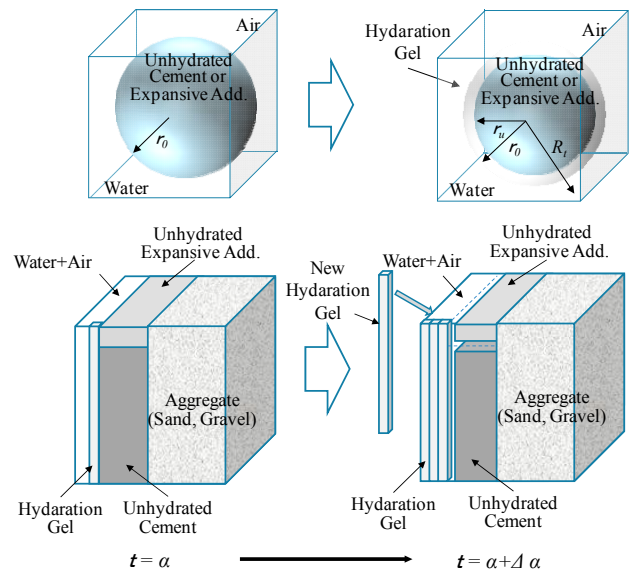 Air
Unhydrated
Cement or
Expansive Add.
r0
Water
Hydaration
Gel
Air
Unhydrated
Cement or
Expansive Add.
ru
r0
Rt
Water
Unhydrated
Expansive Add.
Water+Air
Aggregate
(Sand, Gravel)
Hydaration
Gel
Unhydrated
Cement
New
Hydaration
Gel
Unhydrated
Expansive Add.
Water+Air
Aggregate
(Sand, Gravel)
Hydaration
Gel
Unhydrated
Cement
t = α
t = α+Δ α